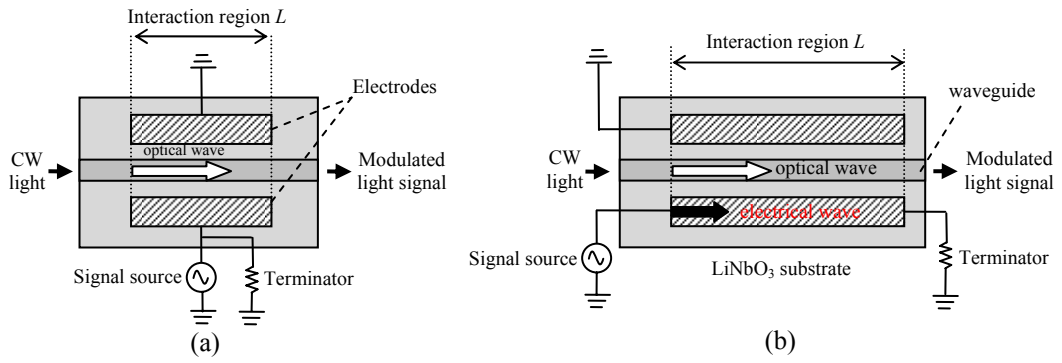 Interaction region L
Electrodes
optical wave
CW
light
Modulated
light signal
Signal source
Terminator
(a)
Interaction region L
waveguide
CW
light
optical wave
Modulated
light signal
electrical wave
Signal source
LiNbO₃ substrate
Terminator
(b)